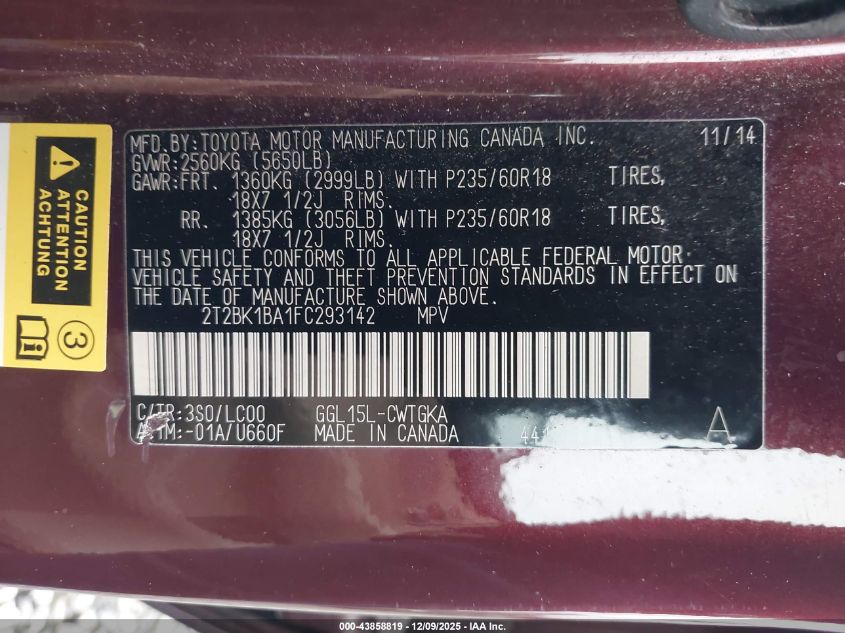 MFD.BY:TOYOTA MOTOR MANUFACTURING CANADA INC. 11/14
GVWR:2560KG (5650LB)
GAWR:FRT. 1360KG (2999LB) WITH P235/60R18 TIRES,
18X7 1/2J RIMS.
RR. 1385KG (3056LB) WITH P235/60R18 TIRES,
18X7 1/2J RIMS.
THIS VEHICLE CONFORMS TO ALL APPLICABLE FEDERAL MOTOR
VEHICLE SAFETY AND THEFT PREVENTION STANDARDS IN EFFECT ON
THE DATE OF MANUFACTURE SHOWN ABOVE.
2T2BK1BA1FC293142 MPV
C/TR:3S0/LC00 GGL15L-CWTGKA
A/TM:-01A/U660F MADE IN CANADA A
CAUTION
ATTENTION
ACHTUNG
3
000-43858819 - 12/09/2025 - IAA Inc.